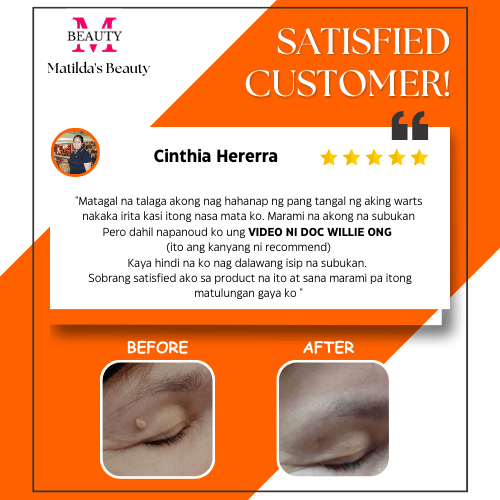 M
BEAUTY
Matilda's Beauty
SATISFIED
CUSTOMER!
Cinthia Hererra
"Matagal na talaga akong nag hahanap ng pang tangal ng aking warts
nakaka irita kasi itong nasa mata ko. Marami na akong na subukan
Pero dahil napanoud ko ung VIDEO NI DOC WILLIE ONG
(ito ang kanyang ni recommend)
Kaya hindi na ko nag dalawang isip na subukan.
Sobrang satisfied ako sa product na ito at sana marami pa itong
matulungan gaya ko "
BEFORE
AFTER